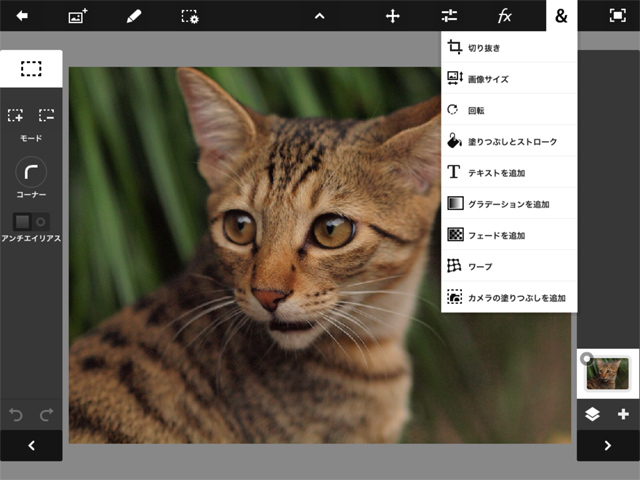 fx
&
切り抜き
画像サイズ
回転
塗りつぶしとストローク
T テキストを追加
グラデーションを追加
フェードを追加
ワープ
カメラの塗りつぶしを追加
モード
コーナー
アンチエイリアス